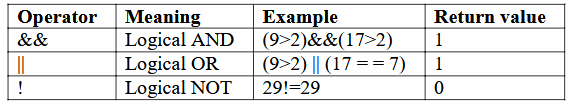 Operator Meaning Example Return value
&& Logical AND (9>2)&&(17>2) 1
|| Logical OR (9>2) || (17 = = 7) 1
! Logical NOT 29!=29 0